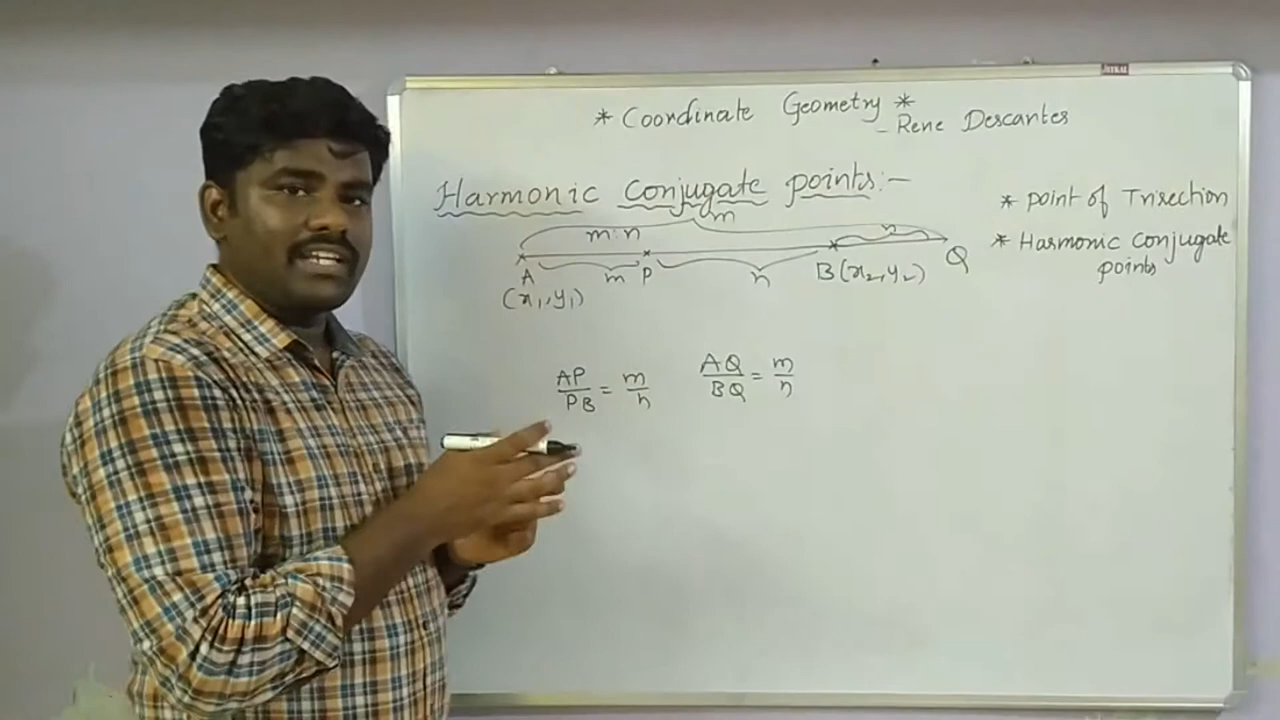 * Coordinate Geometry *
- Rene Descartes
Harmonic Conjugate points:-
m
m:n
n
A
m
P
n
B(x₂,y₂)
Q
(x₁,y₁)
AP/PB = m/n
AQ/BQ = m/n
* point of Trisection
* Harmonic Conjugate
points